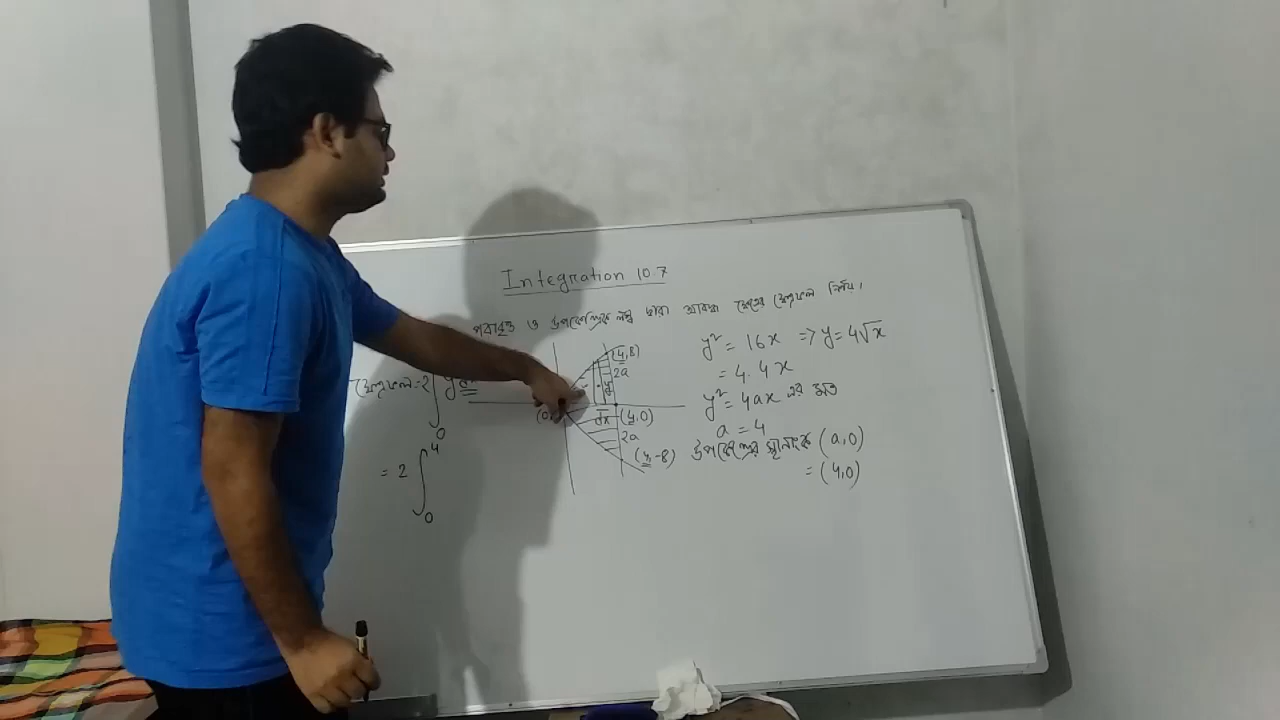 Integration 10.7
পরাবৃত্ত ও উপকেন্দ্রিক লম্ব দ্বারা আবদ্ধ ক্ষেত্রের ক্ষেত্রফল নির্ণয়।
y² = 16x ⇒ y = 4√x
= 4.4x
y² = 4ax এর মত
a = 4
উপকেন্দ্রের স্থানাংক (a,0)
= (4,0)
(4,8)
2a
y
dx (4,0)
2a
(4,-8)
ক্ষেত্রফল = 2∫₀ y
= 2∫₀⁴